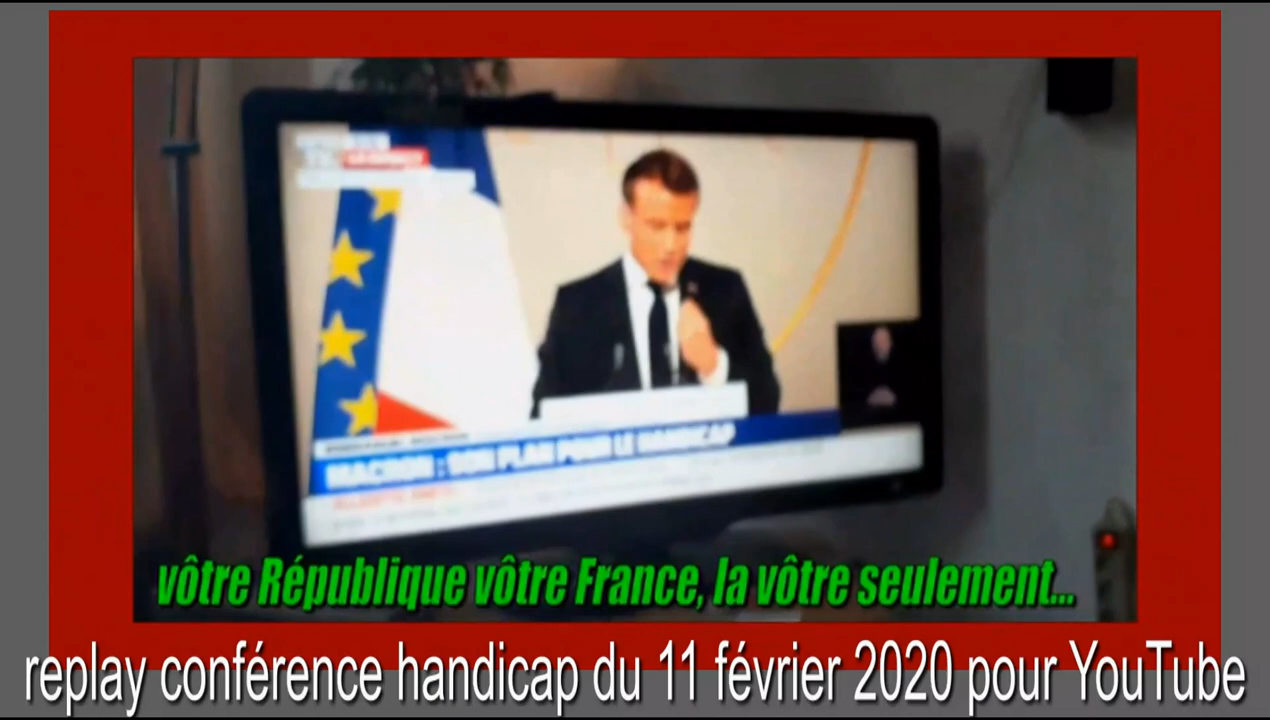 MACRON : SON PLAN POUR LE HANDICAP
vôtre République vôtre France, la vôtre seulement...
replay conférence handicap du 11 février 2020 pour YouTube